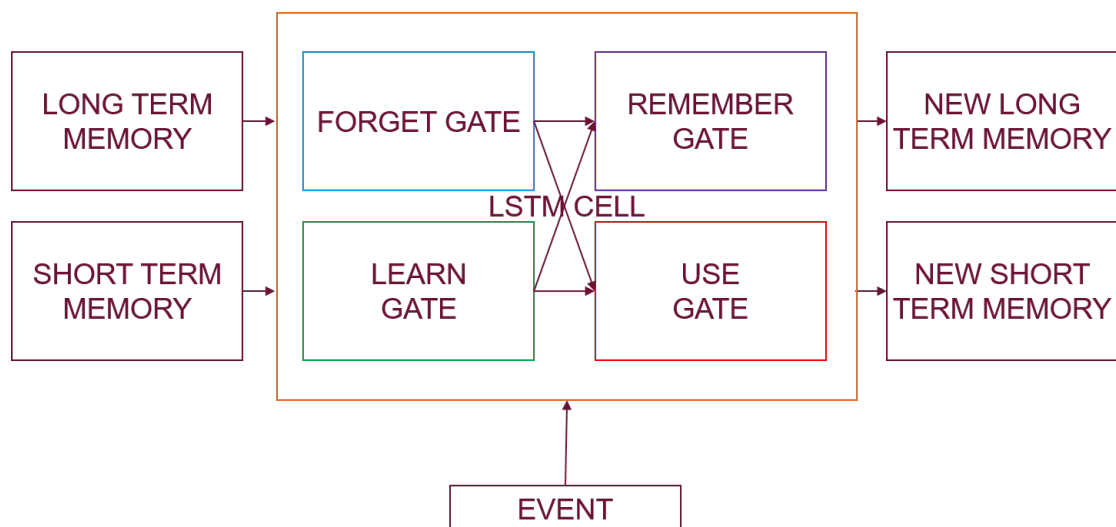 LONG TERM
MEMORY
FORGET GATE
REMEMBER
GATE
NEW LONG
TERM MEMORY
LSTM CELL
SHORT TERM
MEMORY
LEARN
GATE
USE
GATE
NEW SHORT
TERM MEMORY
EVENT